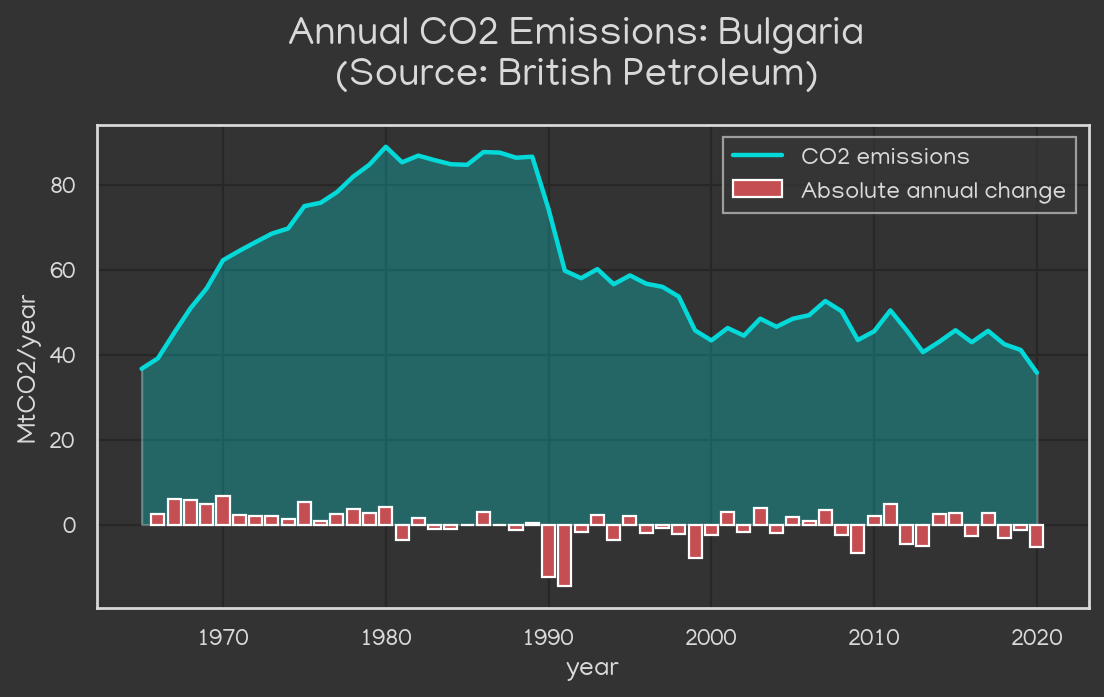 Annual CO2 Emissions: Bulgaria
(Source: British Petroleum)
CO2 emissions
Absolute annual change
MtCO2/year
80
60
40
20
0
1970 1980 1990 2000 2010 2020
year